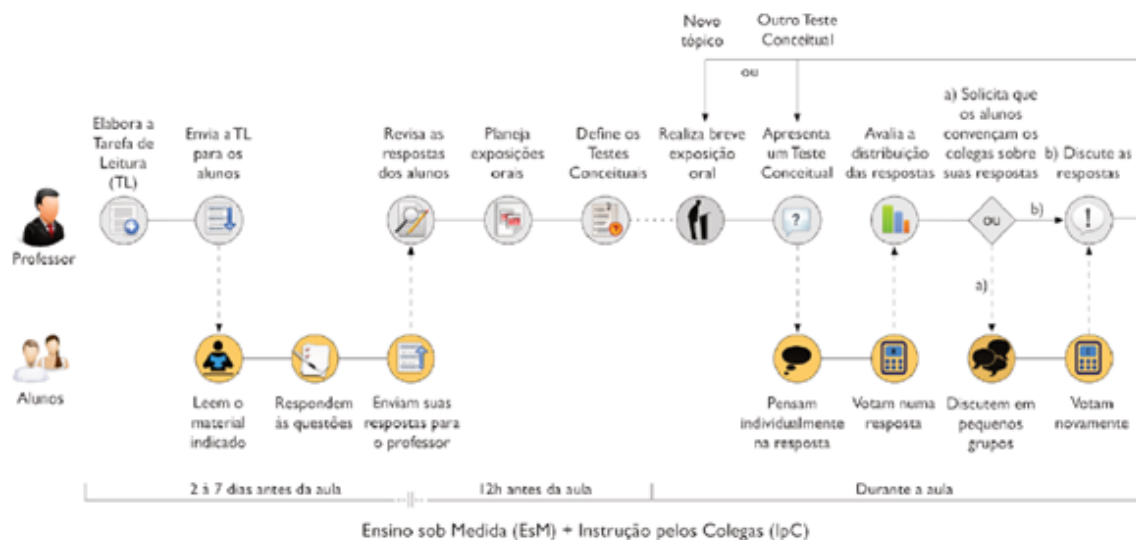 Novo
tópico
Outro Teste
Conceitual
ou
Elabora a
Tarefa de
Leitura (TL)
Envia a TL
para os
alunos
Revisa as
respostas
dos alunos
Planeja
exposições
orais
Define os
Testes
Conceituais
Realiza breve
exposição
oral
Apresenta
um Teste
Conceitual
Avalia a
distribuição
das respostas
a) Solicita que
os alunos
convençam os
colegas sobre
suas respostas
b) Discute as
respostas
Professor
?
ou
b)
!
a)
Alunos
Leem o
material
indicado
Respondem
às questões
Enviam suas
respostas para
o professor
Pensam
individualmente
na resposta
Votam numa
resposta
Discutem em
pequenos
grupos
Votam
novamente
2 à 7 dias antes da aula
12h antes da aula
Durante a aula
Ensino sob Medida (EsM) + Instrução pelos Colegas (IpC)